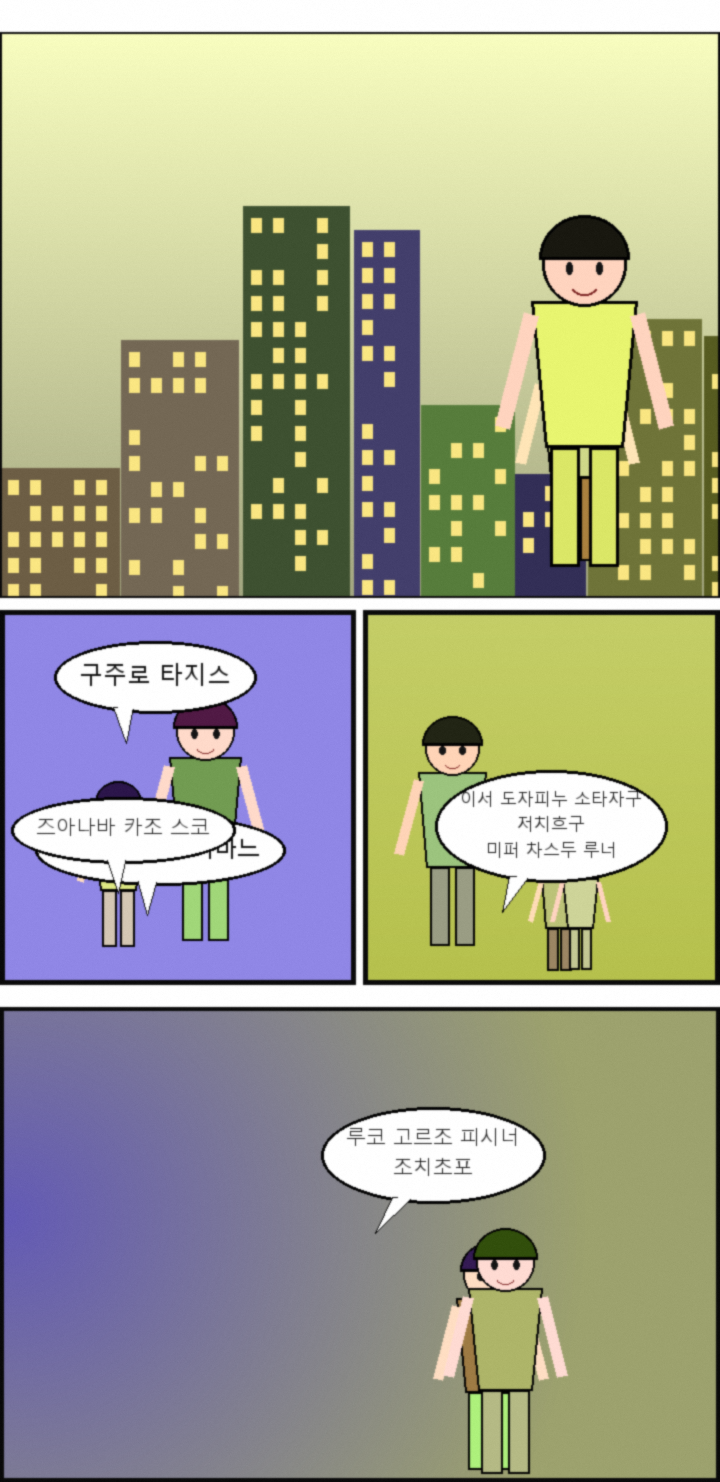 구주로 타지스
즈아나바 카조 스코
이서 도자피누 소타자구
저치흐구
미퍼 차스두 루너
루코 고르조 피시너
조치초포